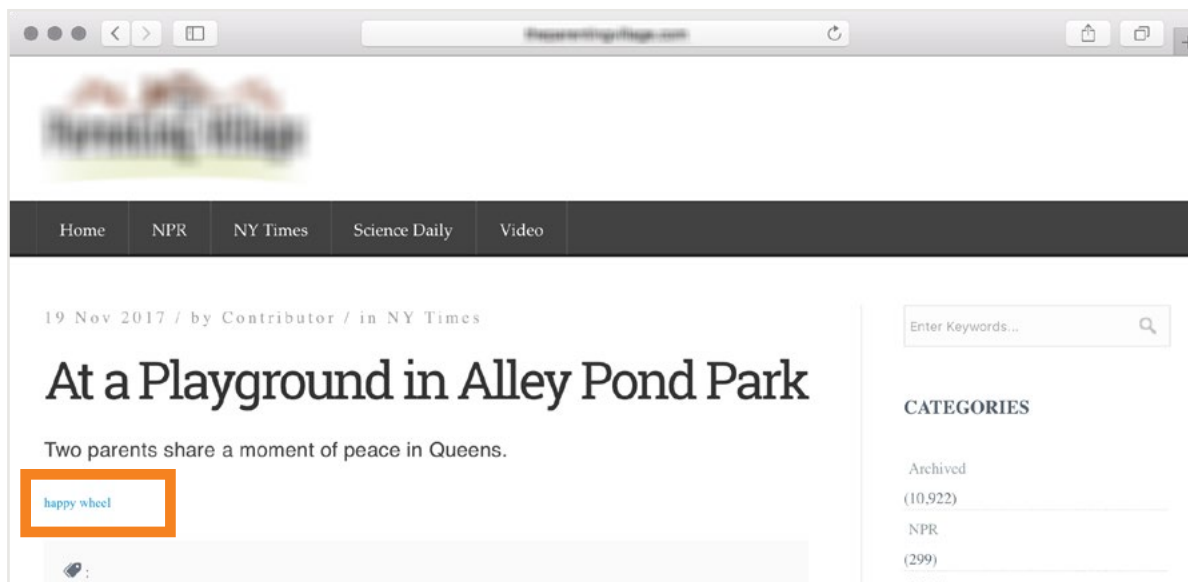 Home NPR NY Times Science Daily Video
19 Nov 2017 / by Contributor / in NY Times
At a Playground in Alley Pond Park
Two parents share a moment of peace in Queens.
happy wheel
:
Enter Keywords...
CATEGORIES
Archived
(10,922)
NPR
(299)